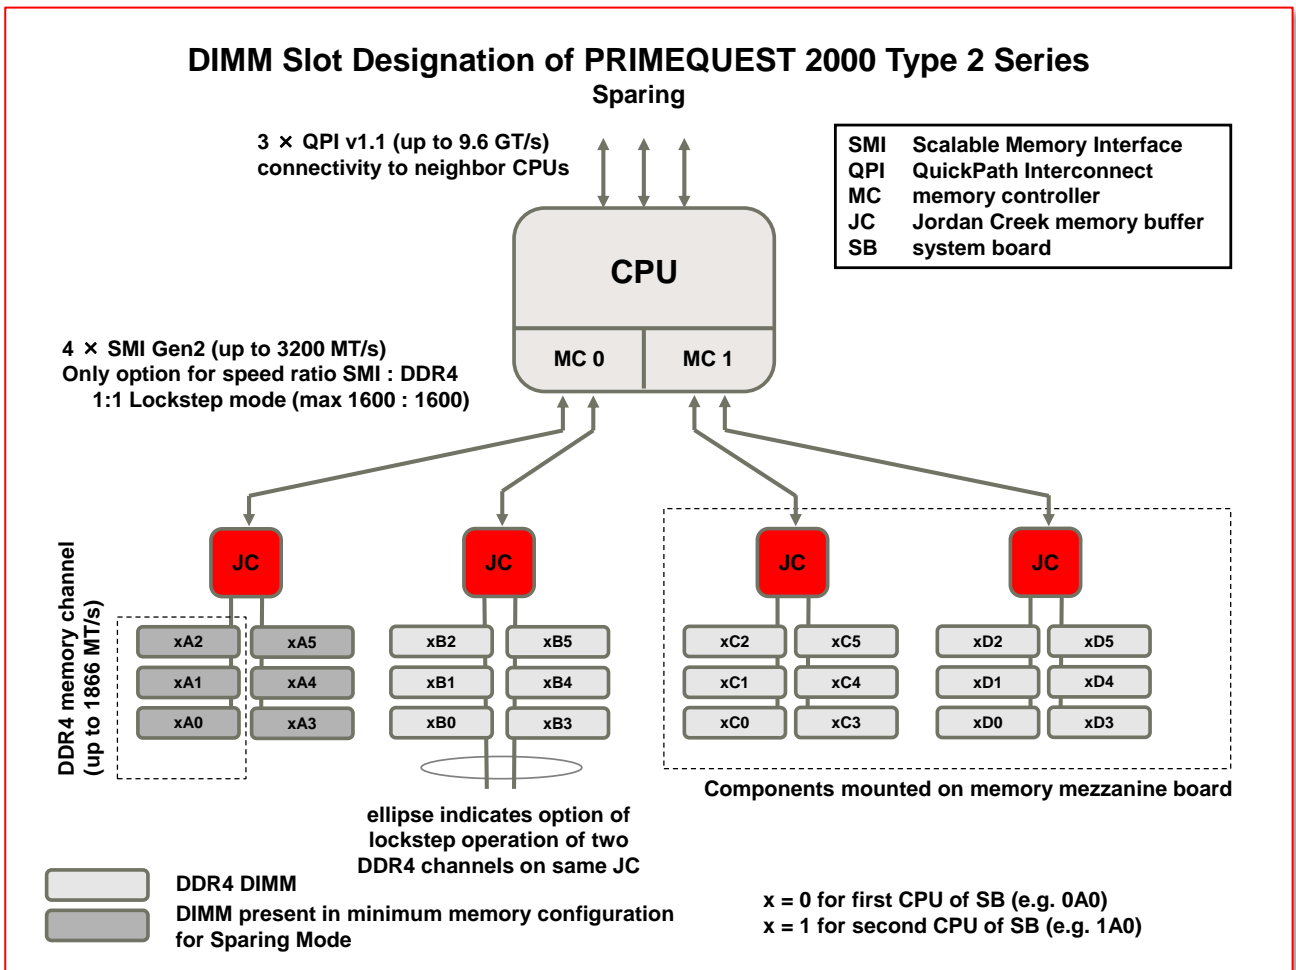 DIMM Slot Designation of PRIMEQUEST 2000 Type 2 Series
Sparing
3 × QPI v1.1 (up to 9.6 GT/s)
connectivity to neighbor CPUs
SMI Scalable Memory Interface
QPI QuickPath Interconnect
MC memory controller
JC Jordan Creek memory buffer
SB system board
CPU
MC 0 MC 1
4 × SMI Gen2 (up to 3200 MT/s)
Only option for speed ratio SMI : DDR4
1:1 Lockstep mode (max 1600 : 1600)
JC JC JC JC
DDR4 memory channel
(up to 1866 MT/s)
xA2 xA5 xB2 xB5 xC2 xC5 xD2 xD5
xA1 xA4 xB1 xB4 xC1 xC4 xD1 xD4
xA0 xA3 xB0 xB3 xC0 xC3 xD0 xD3
Components mounted on memory mezzanine board
ellipse indicates option of
lockstep operation of two
DDR4 channels on same JC
DDR4 DIMM
DIMM present in minimum memory configuration
for Sparing Mode
x = 0 for first CPU of SB (e.g. 0A0)
x = 1 for second CPU of SB (e.g. 1A0)